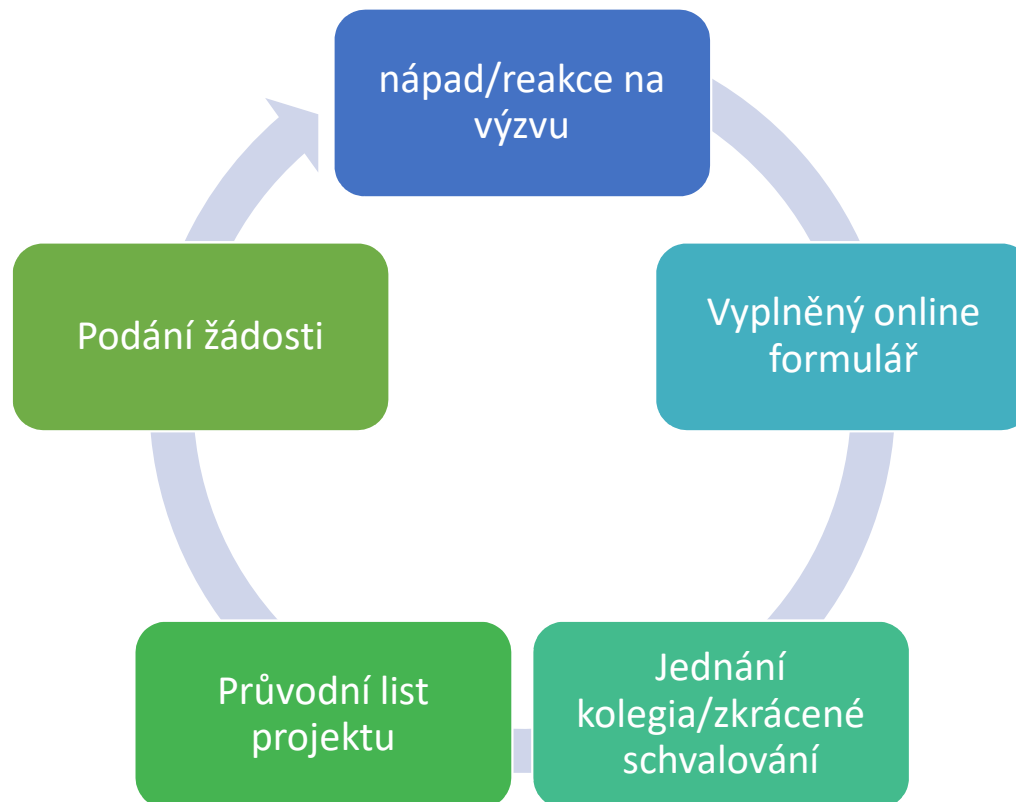 nápad/reakce na
výzvu
Vyplněný online
formulář
Jednání
kolegia/zkrácené
schvalování
Průvodní list
projektu
Podání žádosti